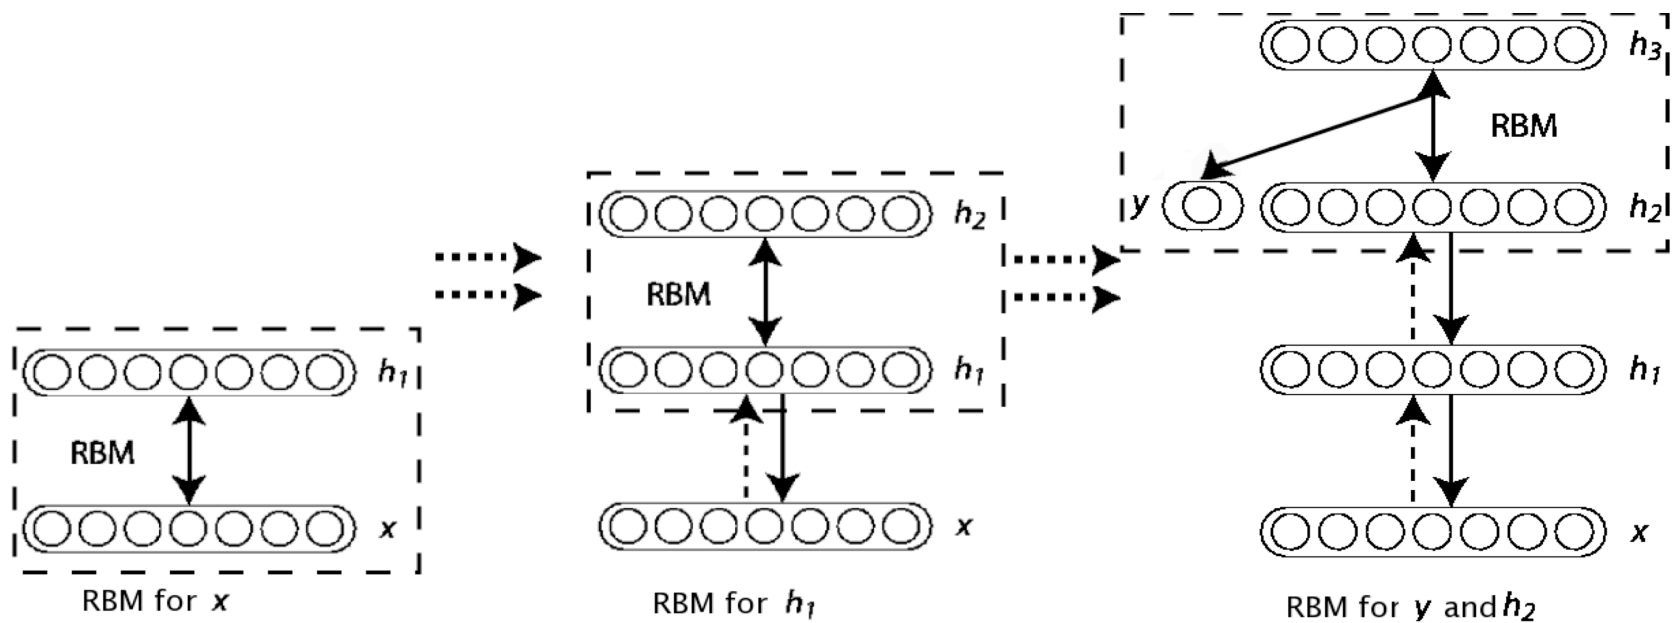 h1
RBM
x
RBM for x
h2
RBM
h1
x
RBM for h1
h3
RBM
y
h2
h1
x
RBM for y and h2